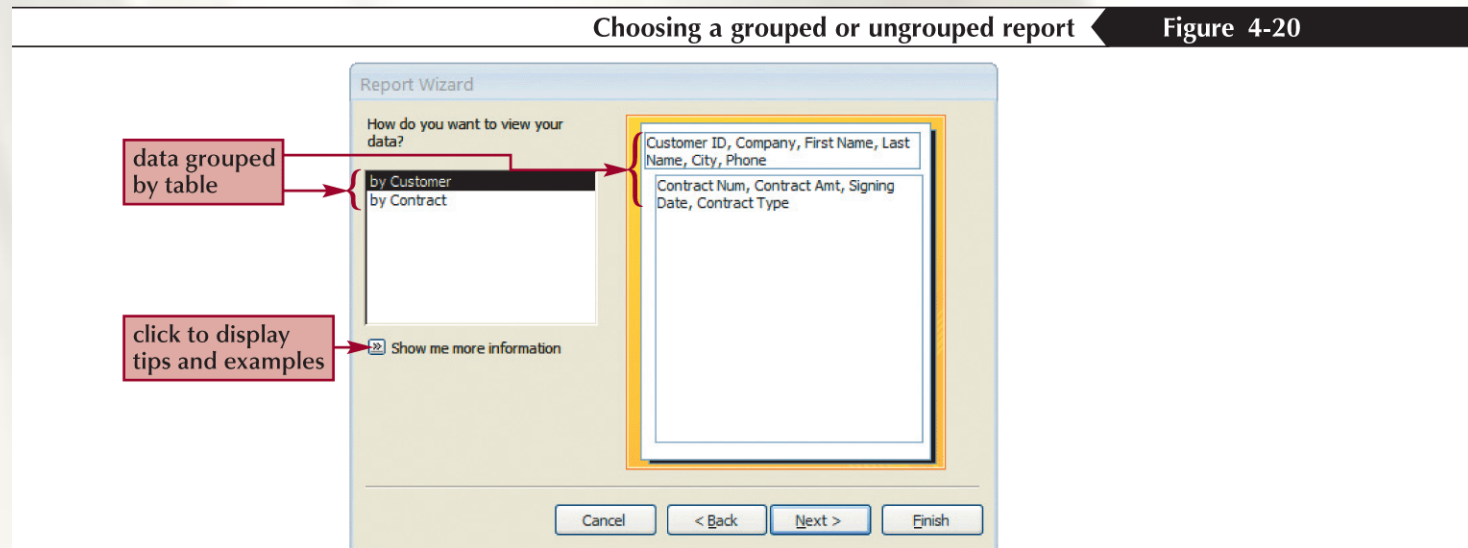 Choosing a grouped or ungrouped report
Figure 4-20
Report Wizard
How do you want to view your
data?
data grouped
by table
by Customer
by Contract
Customer ID, Company, First Name, Last
Name, City, Phone
Contract Num, Contract Amt, Signing
Date, Contract Type
click to display
tips and examples
Show me more information
Cancel
< Back
Next >
Finish